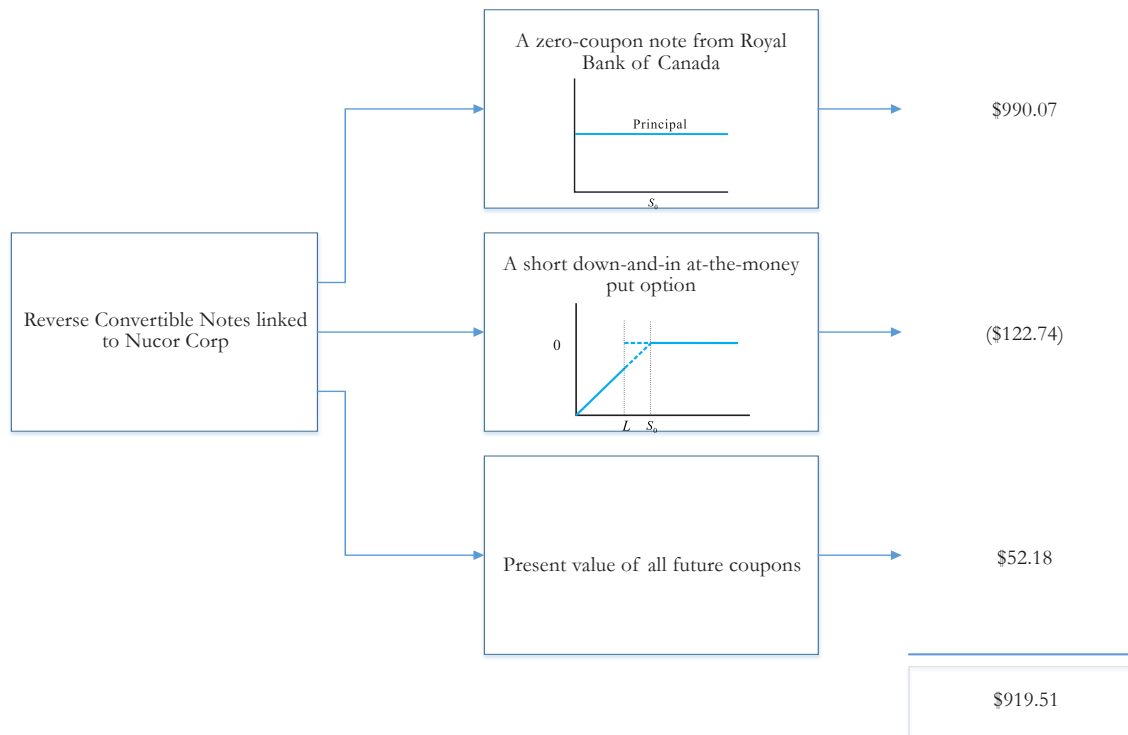 A zero-coupon note from Royal
Bank of Canada
Principal
S₀
$990.07
Reverse Convertible Notes linked
to Nucor Corp
A short down-and-in at-the-money
put option
0
L
S₀
($122.74)
Present value of all future coupons
$52.18
$919.51